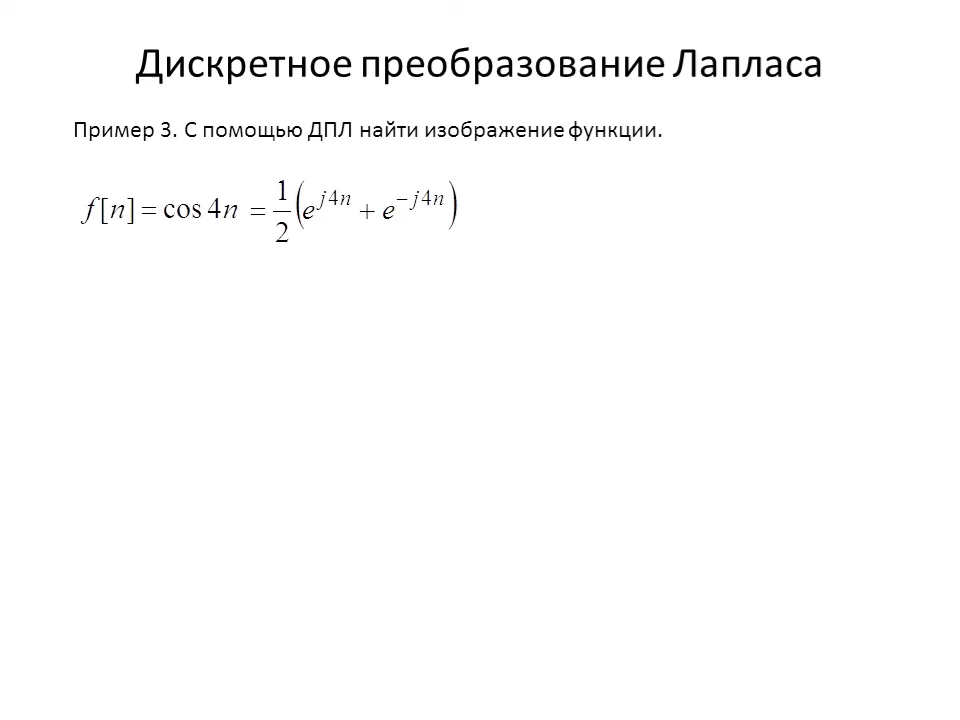 Дискретное преобразование Лапласа
Пример 3. С помощью ДПЛ найти изображение функции.
f[n] = cos 4n = 1/2 (e^{j4n} + e^{-j4n})